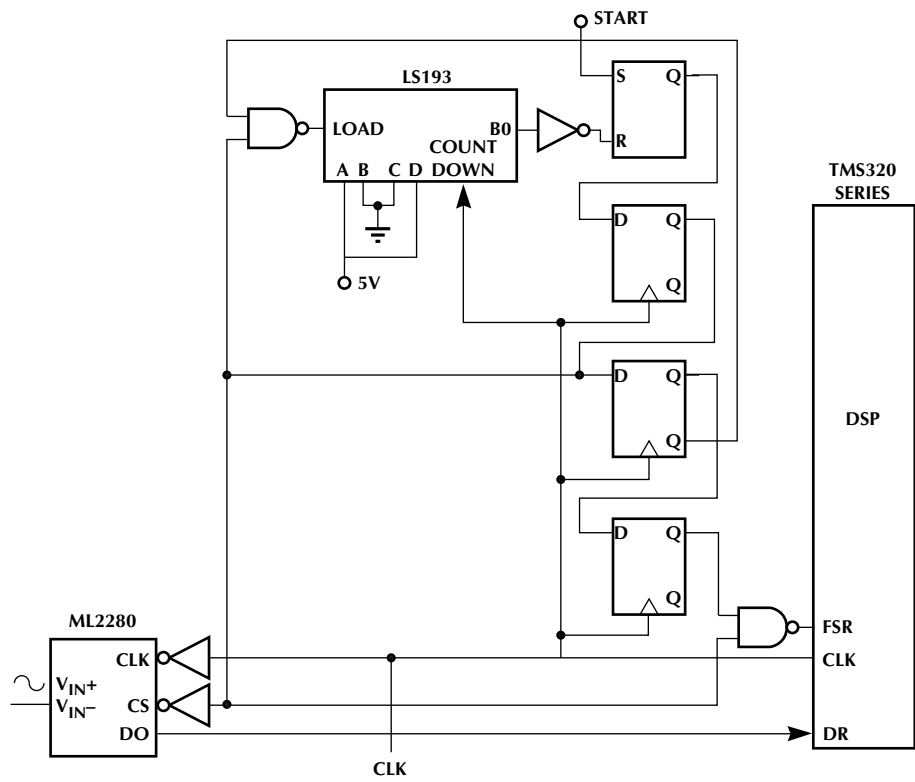 START
LS193
S Q
LOAD
B0
COUNT
R
A B C D DOWN
TMS320
SERIES
D Q
Q
5V
D Q
DSP
Q
D Q
Q
ML2280
FSR
CLK
CLK
VIN+
VIN–
CS
DO
DR
CLK